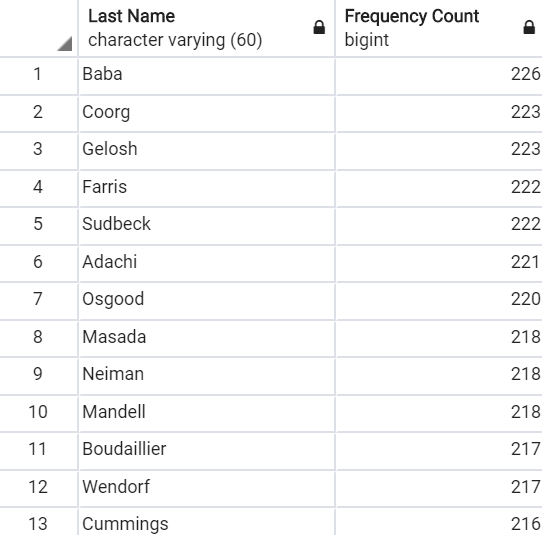 Last Name Frequency Count
character varying (60) bigint
1 Baba 226
2 Coorg 223
3 Gelosh 223
4 Farris 222
5 Sudbeck 222
6 Adachi 221
7 Osgood 220
8 Masada 218
9 Neiman 218
10 Mandell 218
11 Boudaillier 217
12 Wendorf 217
13 Cummings 216